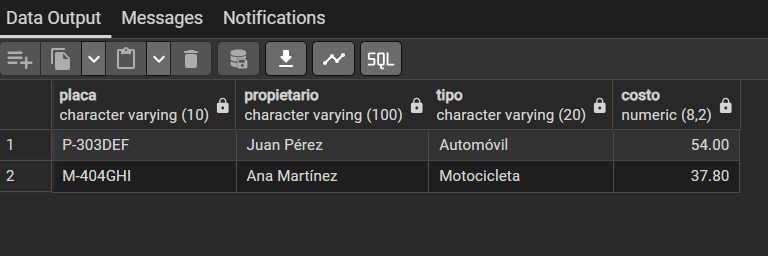 Data Output Messages Notifications
SQL
placa propietario tipo costo
character varying (10) character varying (100) character varying (20) numeric (8,2)
1 P-303DEF Juan Pérez Automóvil 54.00
2 M-404GHI Ana Martínez Motocicleta 37.80